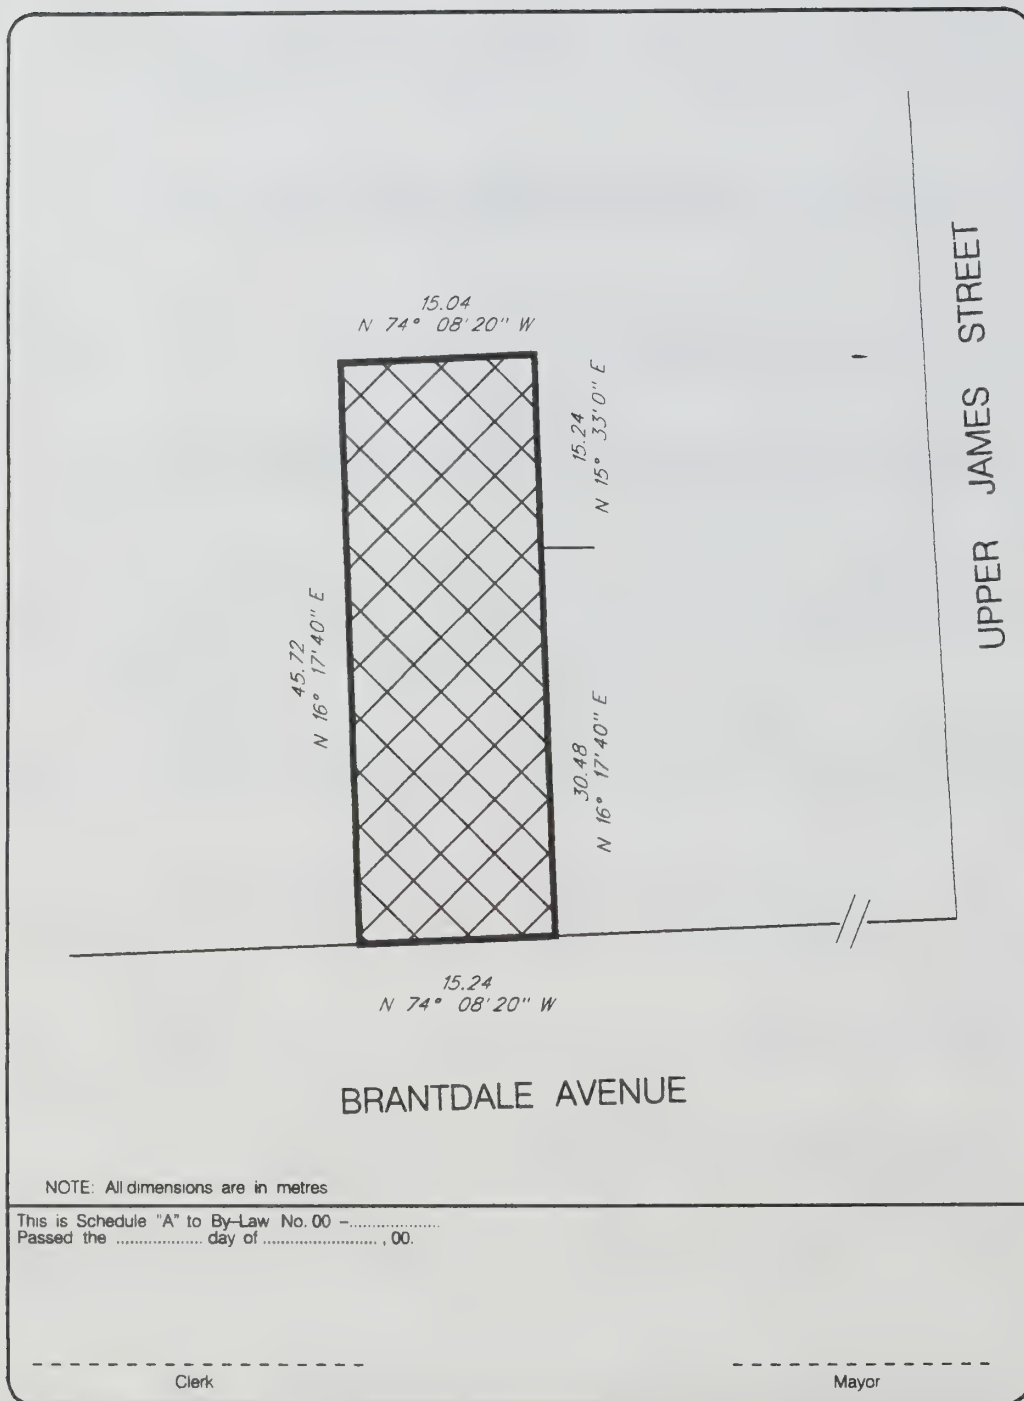 15.04
N 74° 08'20" W
UPPER JAMES STREET
15.24
N 15° 33'0" E
45.72
N 16° 17'40" E
30.48
N 16° 17'40" E
15.24
N 74° 08'20" W
BRANTDALE AVENUE
NOTE: All dimensions are in metres
This is Schedule "A" to By-Law No. 00 -....................
Passed the ................... day of ......................... , 00.
Clerk
Mayor